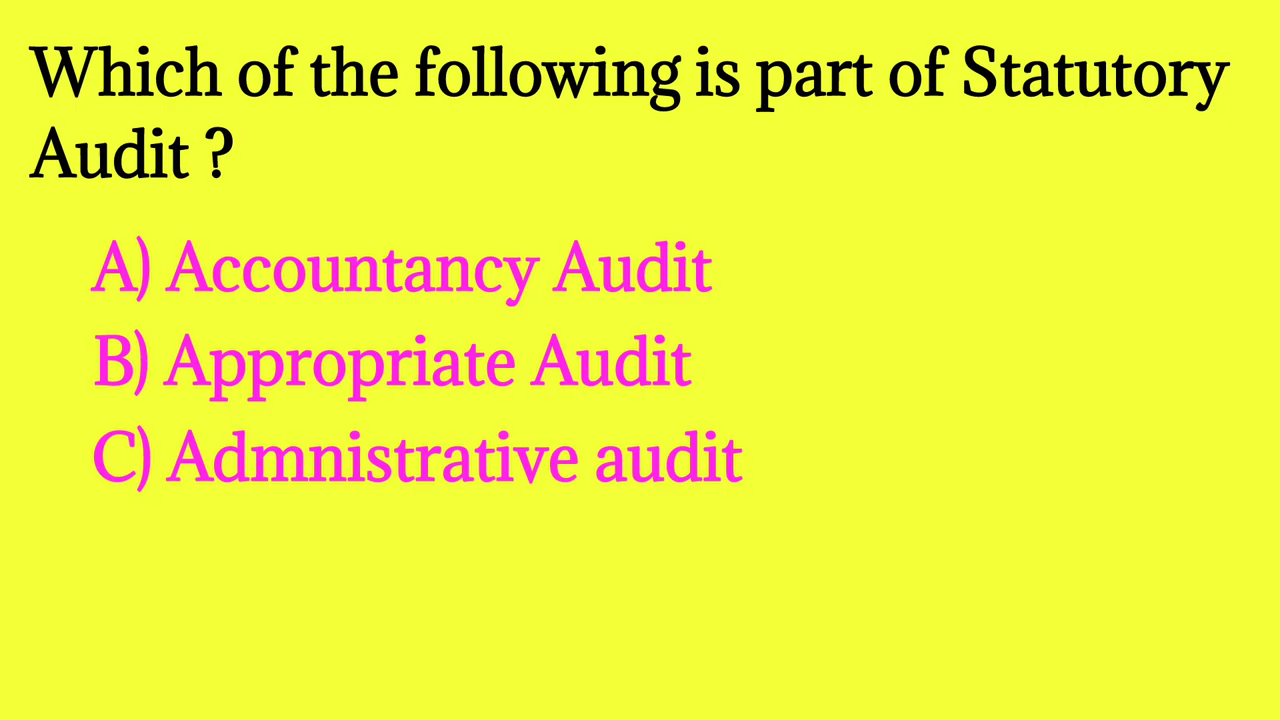 Which of the following is part of Statutory
Audit ?
A) Accountancy Audit
B) Appropriate Audit
C) Admnistrative audit